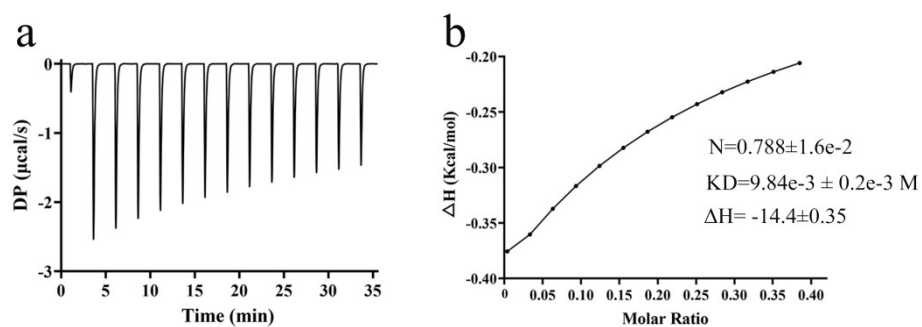 a
0
-1
-2
-3
DP (μcal/s)
0 5 10 15 20 25 30 35
Time (min)
b
-0.20
-0.25
-0.30
-0.35
-0.40
△H (Kcal/mol)
N=0.788±1.6e-2
KD=9.84e-3 ± 0.2e-3 M
ΔH= -14.4±0.35
0 0.05 0.10 0.15 0.20 0.25 0.30 0.35 0.40
Molar Ratio